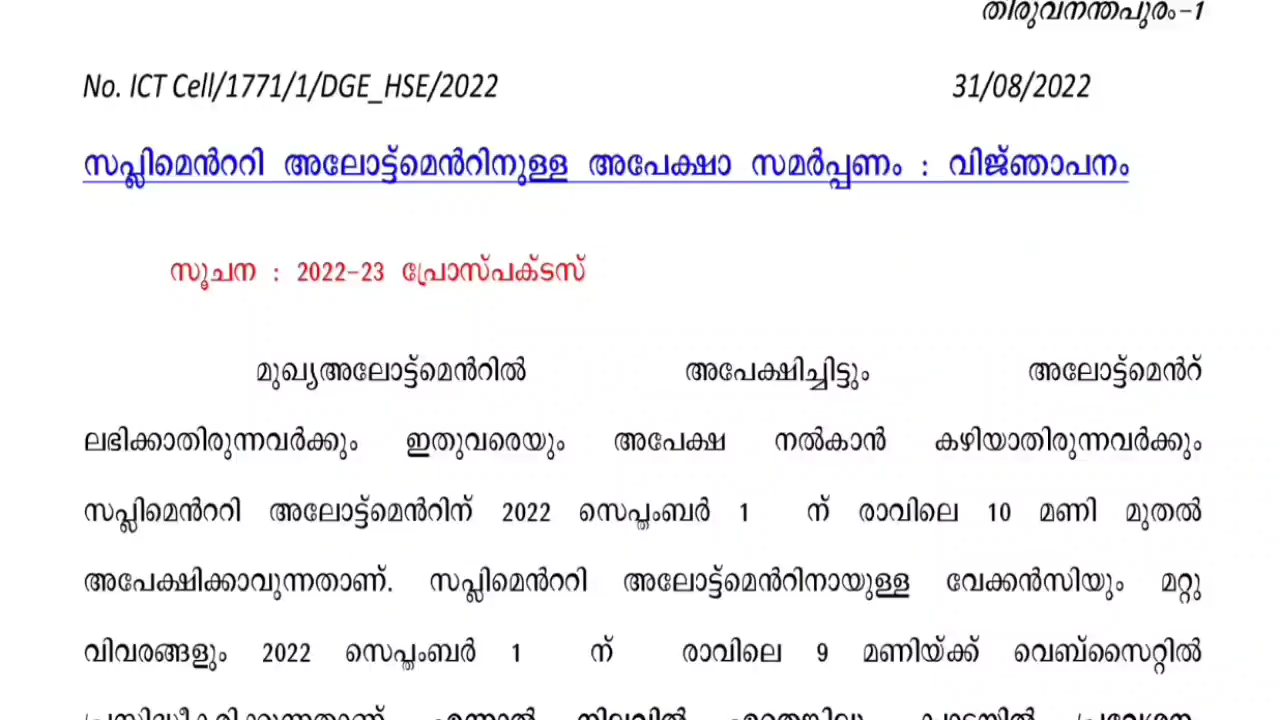 തിരുവനന്തപുരം-1
No. ICT Cell/1771/1/DGE_HSE/2022 31/08/2022
സപ്ലിമെൻററി അലോട്ട്മെൻറിനുള്ള അപേക്ഷാ സമർപ്പണം : വിജ്ഞാപനം
സൂചന : 2022-23 പ്രോസ്പക്ടസ്
മുഖ്യഅലോട്ട്മെൻറിൽ അപേക്ഷിച്ചിട്ടും അലോട്ട്മെൻറ്
ലഭിക്കാതിരുന്നവർക്കും ഇതുവരെയും അപേക്ഷ നൽകാൻ കഴിയാതിരുന്നവർക്കും
സപ്ലിമെൻററി അലോട്ട്മെൻറിന് 2022 സെപ്തംബർ 1 ന് രാവിലെ 10 മണി മുതൽ
അപേക്ഷിക്കാവുന്നതാണ്. സപ്ലിമെൻററി അലോട്ട്മെൻറിനായുള്ള വേക്കൻസിയും മറ്റു
വിവരങ്ങളും 2022 സെപ്തംബർ 1 ന് രാവിലെ 9 മണിയ്ക്ക് വെബ്സൈറ്റിൽ